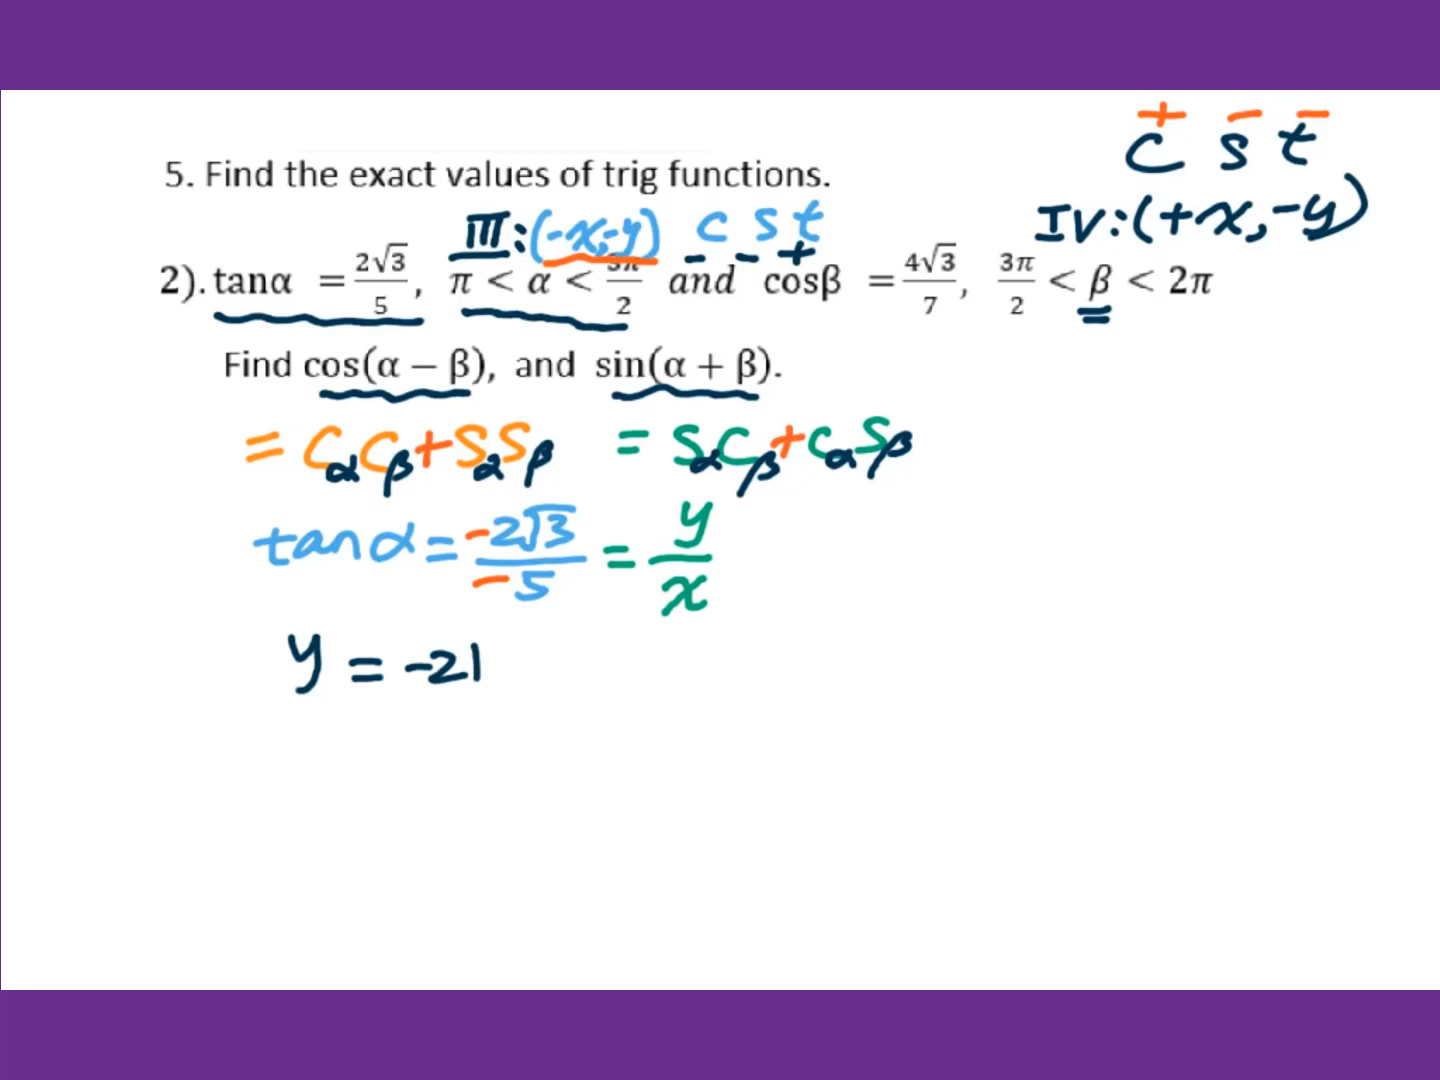 c s t
5. Find the exact values of trig functions.
III:(-x,-y) c s t
IV:(+x,-y)
2). tanα = 2√3/5, π < α < 3π/2 and cosβ = 4√3/7, 3π/2 < β < 2π
Find cos(α − β), and sin(α + β).
= CαCβ+SαSβ = SαCβ+CαSβ
tanα = -2√3/-5 = y/x
y = -21